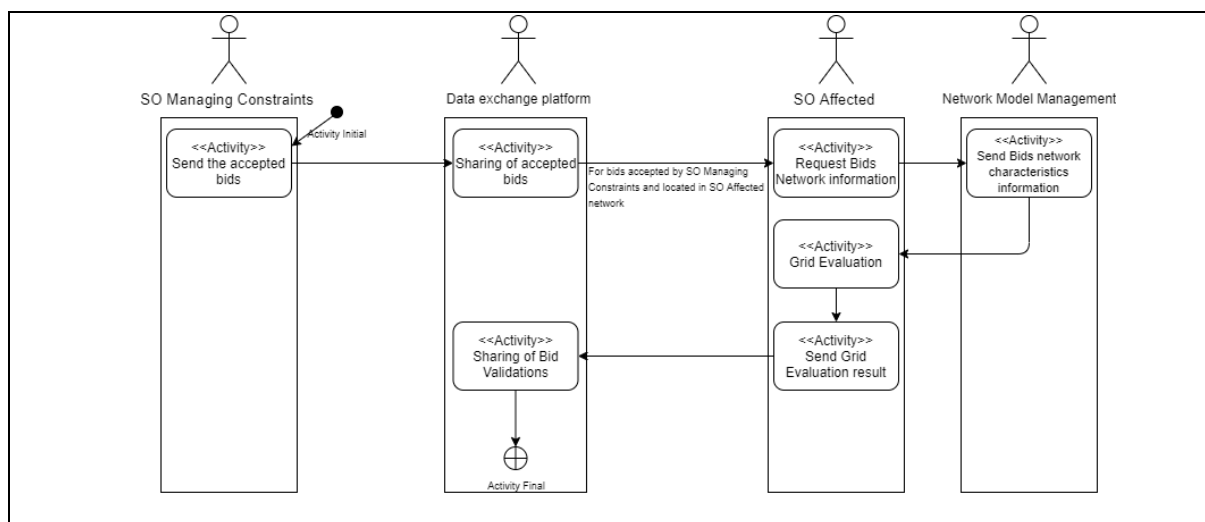 SO Managing Constraints
Data exchange platform
SO Affected
Network Model Management
Activity Initial
<<Activity>>
Send the accepted
bids
<<Activity>>
Sharing of accepted
bids
For bids accepted by SO Managing
Constraints and located in SO Affected
network
<<Activity>>
Request Bids
Network information
<<Activity>>
Send Bids network
characteristics
information
<<Activity>>
Grid Evaluation
<<Activity>>
Send Grid
Evaluation result
<<Activity>>
Sharing of Bid
Validations
Activity Final